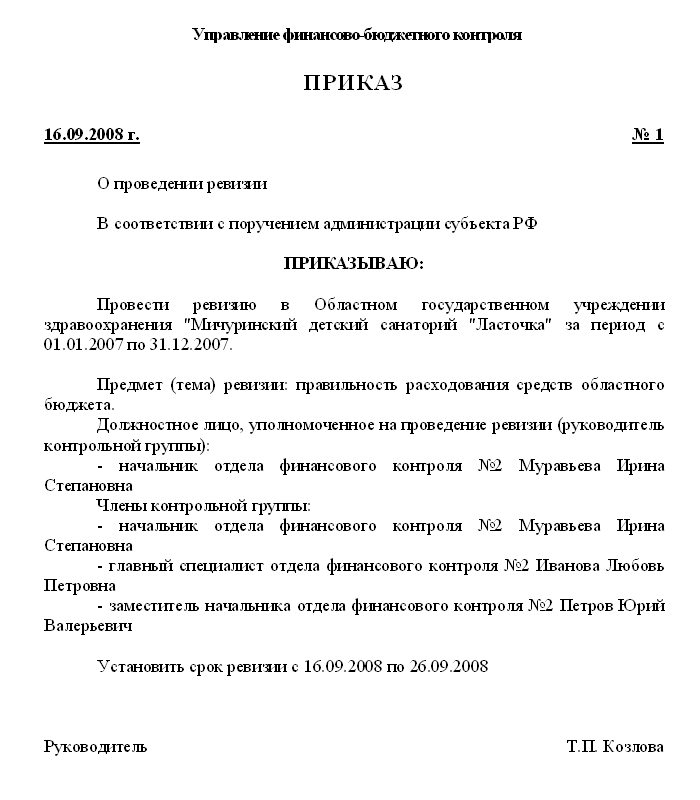 Управление финансово-бюджетного контроля
ПРИКАЗ
16.09.2008 г. № 1
О проведении ревизии
В соответствии с поручением администрации субъекта РФ
ПРИКАЗЫВАЮ:
Провести ревизию в Областном государственном учреждении
здравоохранения "Мичуринский детский санаторий "Ласточка" за период с
01.01.2007 по 31.12.2007.
Предмет (тема) ревизии: правильность расходования средств областного
бюджета.
Должностное лицо, уполномоченное на проведение ревизии (руководитель
контрольной группы):
- начальник отдела финансового контроля №2 Муравьева Ирина
Степановна
Члены контрольной группы:
- начальник отдела финансового контроля №2 Муравьева Ирина
Степановна
- главный специалист отдела финансового контроля №2 Иванова Любовь
Петровна
- заместитель начальника отдела финансового контроля №2 Петров Юрий
Валерьевич
Установить срок ревизии с 16.09.2008 по 26.09.2008
Руководитель Т.П. Козлова